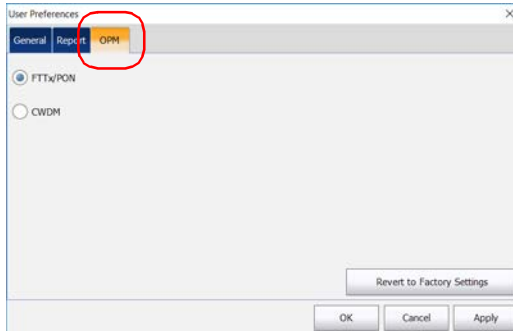 User Preferences
General Report OPM
FTTx/PON
CWDM
Revert to Factory Settings
OK Cancel Apply